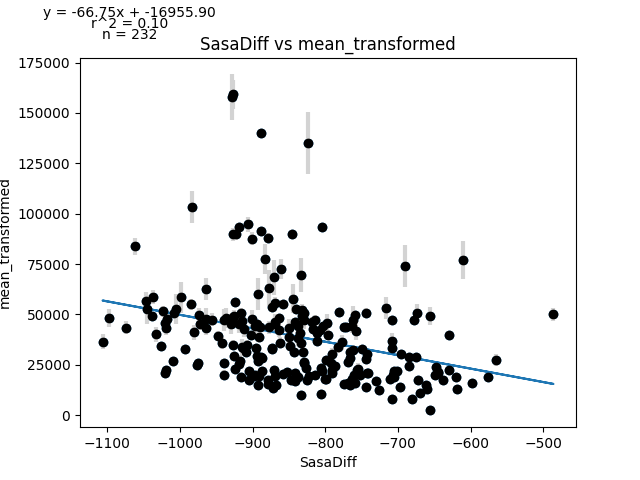 y = -66.75x + -16955.90
r^2 = 0.10
n = 232
SasaDiff vs mean_transformed
175000
150000
125000
100000
75000
50000
25000
0
mean_transformed
−1100 −1000 −900 −800 −700 −600 −500
SasaDiff